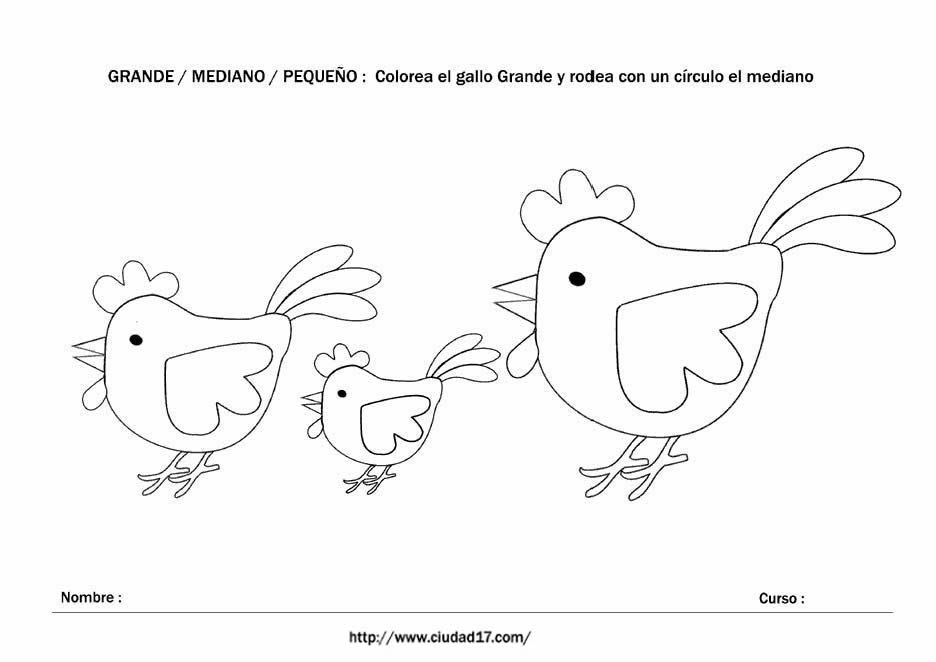 GRANDE / MEDIANO / PEQUEÑO : Colorea el gallo Grande y rodea con un círculo el mediano
Nombre :
Curso :
http://www.ciudad17.com/